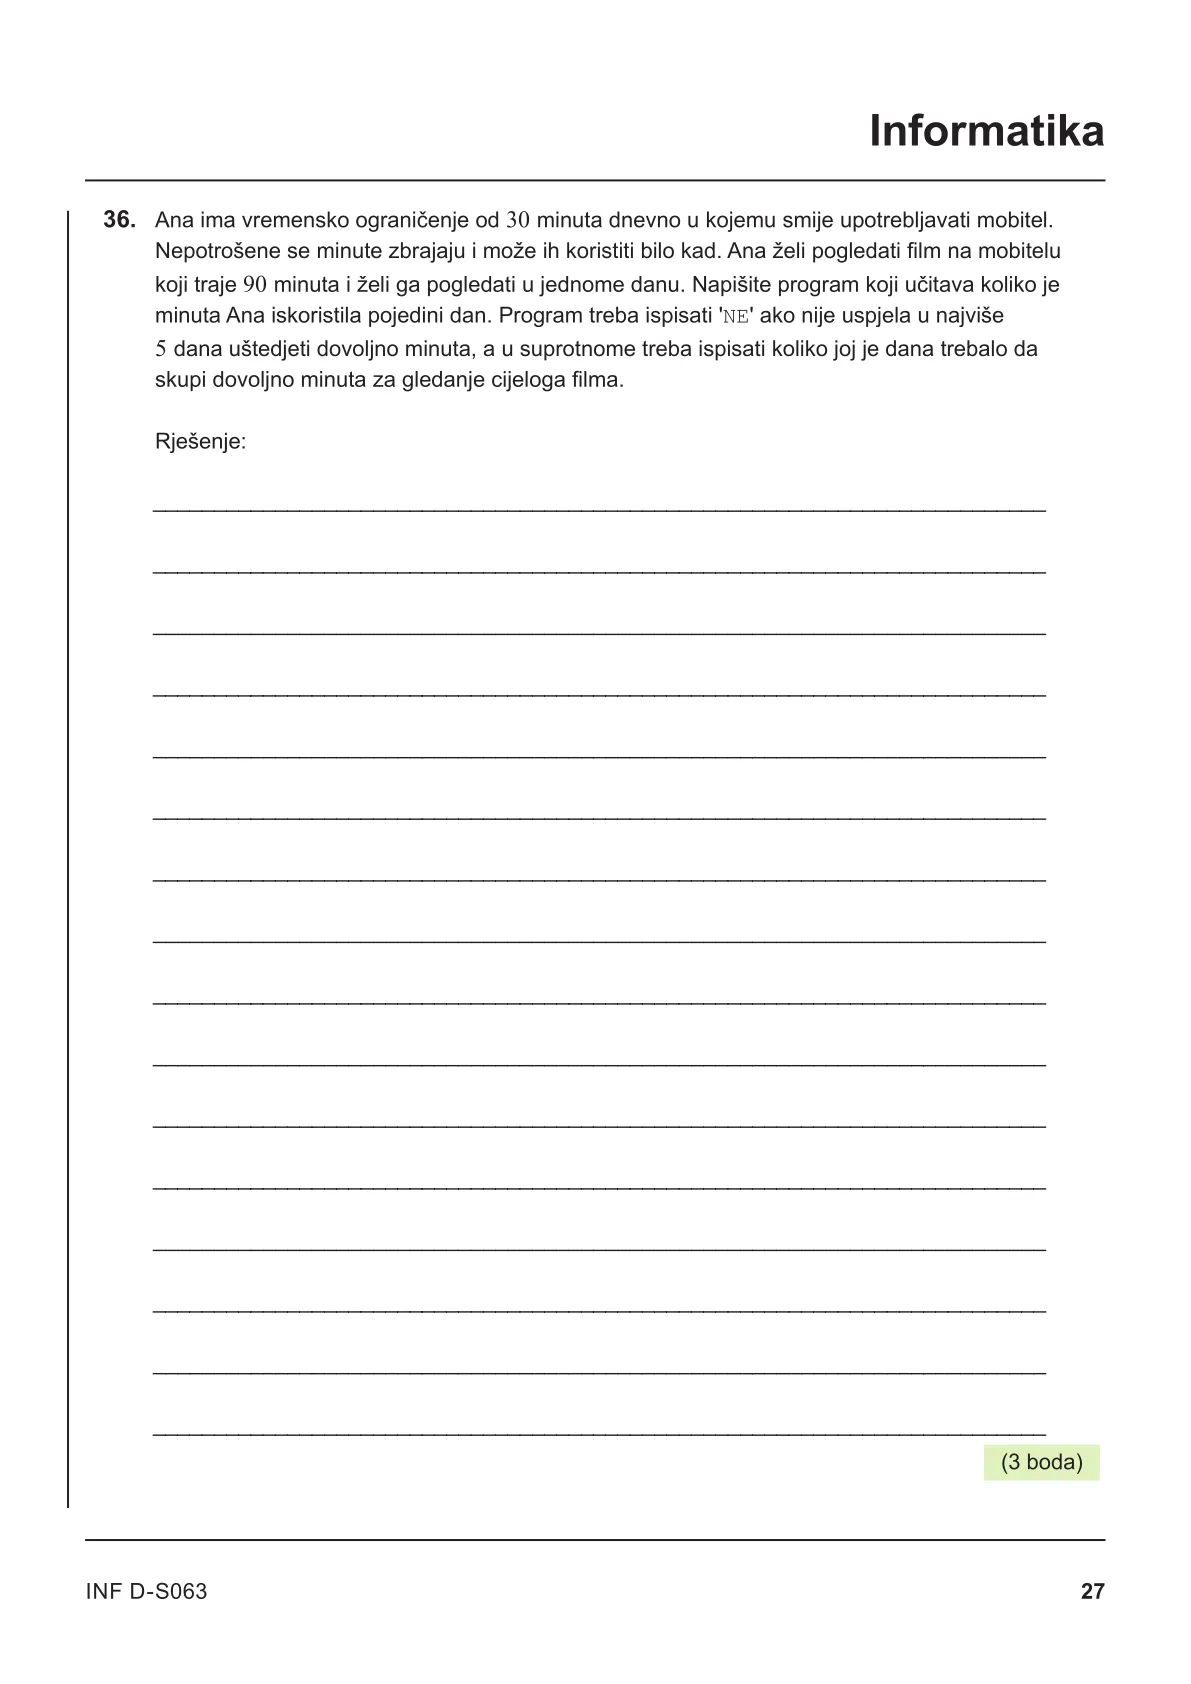 Informatika
36. Ana ima vremensko ograničenje od 30 minuta dnevno u kojemu smije upotrebljavati mobitel.
Nepotrošene se minute zbrajaju i može ih koristiti bilo kad. Ana želi pogledati film na mobitelu
koji traje 90 minuta i želi ga pogledati u jednome danu. Napišite program koji učitava koliko je
minuta Ana iskoristila pojedini dan. Program treba ispisati 'NE' ako nije uspjela u najviše
5 dana uštedjeti dovoljno minuta, a u suprotnome treba ispisati koliko joj je dana trebalo da
skupi dovoljno minuta za gledanje cijeloga filma.
Rješenje:
(3 boda)
INF D-S063
27